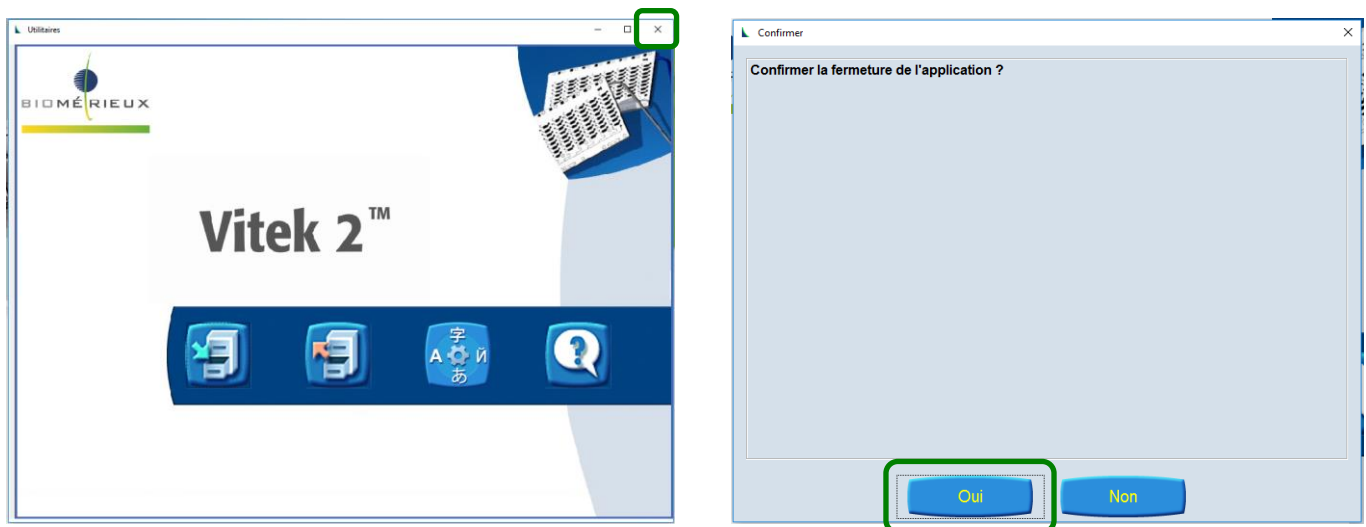 Utilitaires
BIOMÉRIEUX
Vitek 2™
字
A й
あ
?
Confirmer
Confirmer la fermeture de l'application ?
Oui
Non